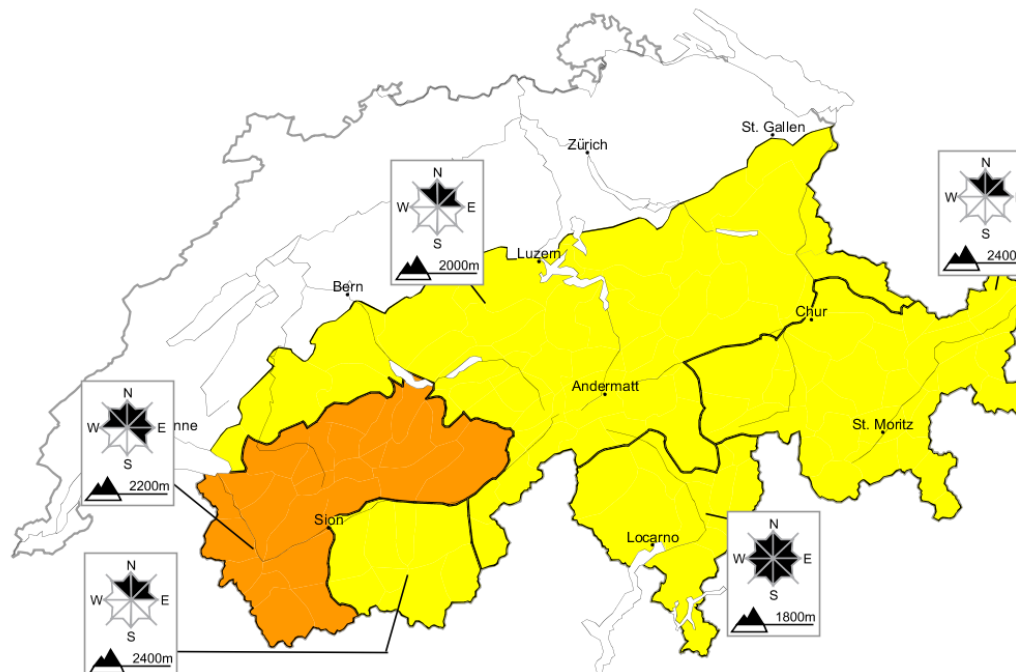 St. Gallen
Zürich
N
W
E
S
2000m
N
W
2400
Luzern
Bern
Chur
Andermatt
N
W
E
S
2200m
nne
St. Moritz
Sion
Locarno
N
E
W
S
1800m
N
W
E
S
2400m
S